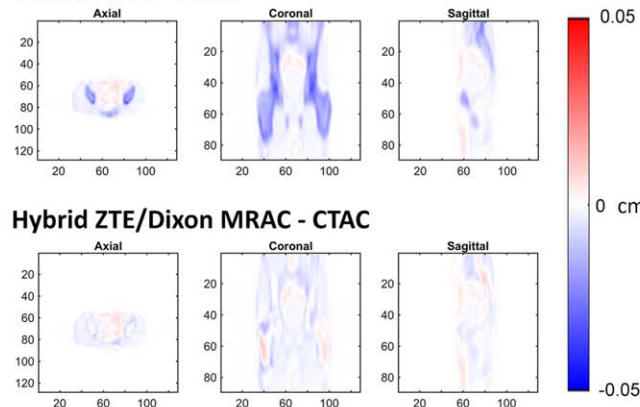 0.05
Axial Coronal Sagittal
20 20 20
40 40 40
60 60 60
80 80 80
100
120
20 60 100 20 60 100 20 60 100
0 cm
Hybrid ZTE/Dixon MRAC - CTAC
Axial Coronal Sagittal
20 20 20
40 40 40
60 60 60
80 80 80
100
120
20 60 100 20 60 100 20 60 100
-0.05